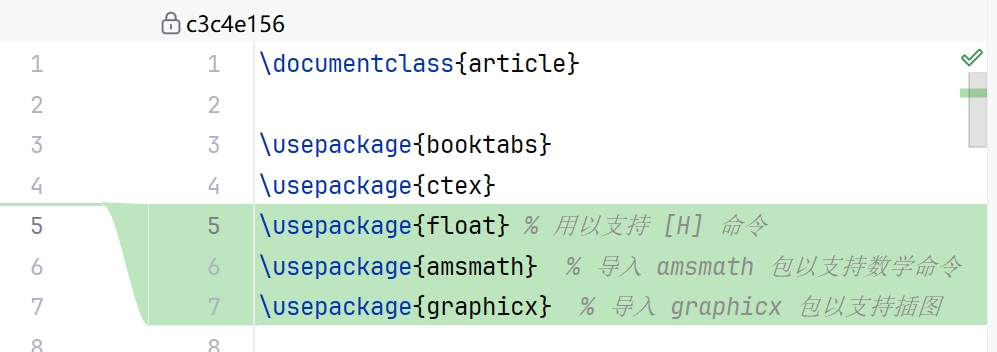 c3c4e156
1 1 \documentclass{article}
2 2
3 3 \usepackage{booktabs}
4 4 \usepackage{ctex}
5 5 \usepackage{float} % 用以支持 [H] 命令
6 6 \usepackage{amsmath}  % 导入 amsmath 包以支持数学命令
7 7 \usepackage{graphicx}  % 导入 graphicx 包以支持插图
8 8